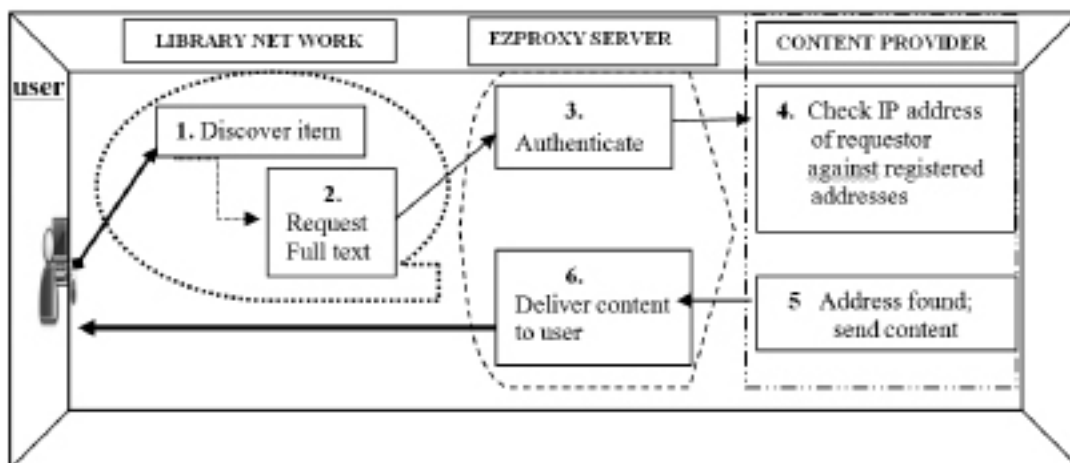 LIBRARY NET WORK
EZPROXY SERVER
CONTENT PROVIDER
user
1. Discover item
2.
Request
Full text
3.
Authenticate
4. Check IP address
of requestor
against registered
addresses
5 Address found;
send content
6.
Deliver content
to user